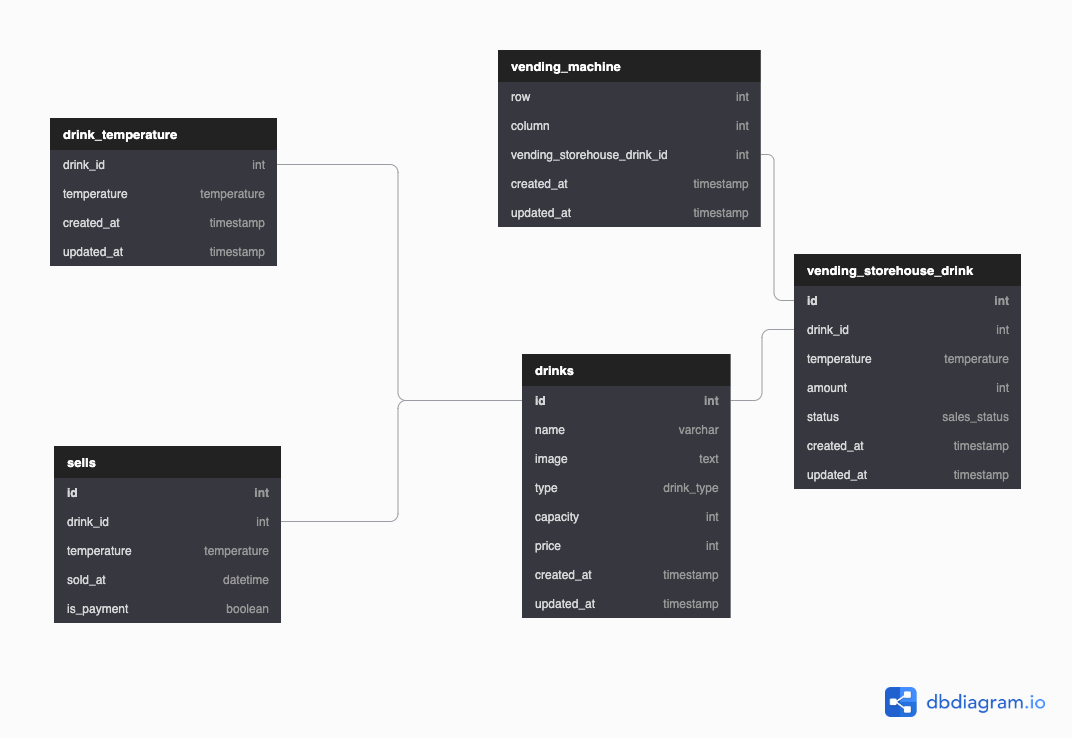 vending_machine
row int
column int
vending_storehouse_drink_id int
created_at timestamp
updated_at timestamp
drink_temperature
drink_id int
temperature temperature
created_at timestamp
updated_at timestamp
vending_storehouse_drink
id int
drink_id int
temperature temperature
amount int
status sales_status
created_at timestamp
updated_at timestamp
drinks
id int
name varchar
image text
type drink_type
capacity int
price int
created_at timestamp
updated_at timestamp
sells
id int
drink_id int
temperature temperature
sold_at datetime
is_payment boolean
dbdiagram.io